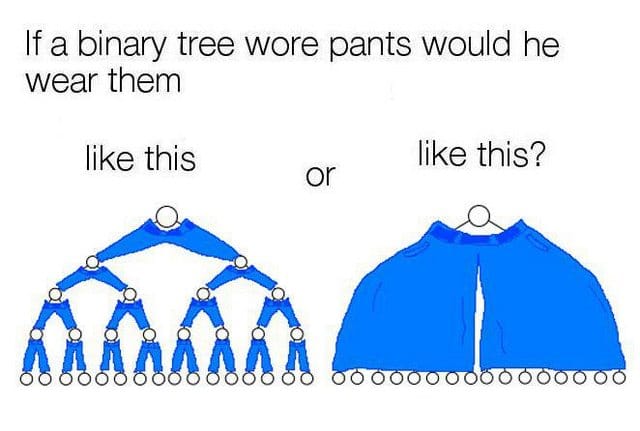 If a binary tree wore pants would he
wear them
like this
or
like this?